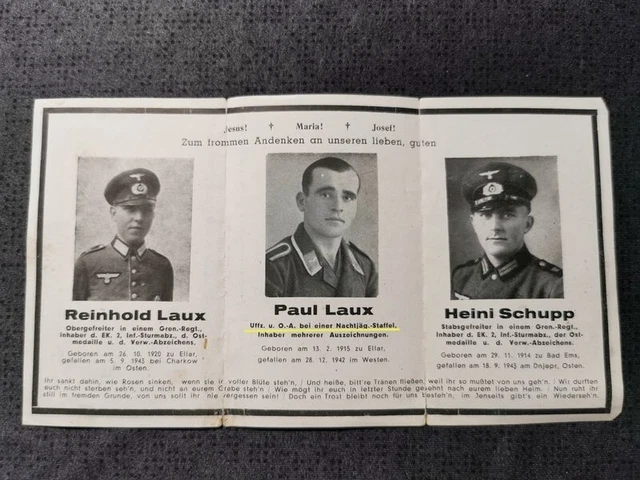 Jesus! † Maria! † Josef!
Zum frommen Andenken an unseren lieben, guten
Reinhold Laux
Obergefreiter in einem Gren.-Regt.,
Inhaber d. EK. 2, Inf.-Sturmabz., d. Ost-
medaille u. d. Verw.-Abzeichens.
Geboren am 26. 10. 1920 zu Ellar,
gefallen am 5. 9. 1943 bei Charkow
im Osten.
Paul Laux
Uffz. u. O.-A. bei einer Nachtjäg.-Staffel,
Inhaber mehrerer Auszeichnungen.
Geboren am 13. 2. 1915 zu Ellar,
gefallen am 28. 12. 1942 im Westen.
Heini Schupp
Stabsgefreiter in einem Gren.-Regt.,
Inhaber d. EK. 2, Inf.-Sturmabz., der Ost-
medaille u. d. Verw.-Abzeichens.
Geboren am 29. 11. 1914 zu Bad Ems,
gefallen am 18. 9. 1943 am Dnjepr, Osten.
Ihr sankt dahin, wie Rosen sinken, wenn sie in voller Blüte steh'n, / Und heiße, bitt're Tränen fließen, weil ihr so mußtet von uns geh'n. / Wir durften
euch nicht sterben seh'n, und nicht an eurem Grabe steh'n / Wie mögt ihr euch in letzter Stunde gesehnt nach eurem lieben Heim. / Nun ruht ihr
still im fremden Grunde, von uns sollt ihr nie vergessen sein! / Doch ein Trost bleibt noch für uns Besteh'n, im Jenseits gibt's ein Wiederseh'n.